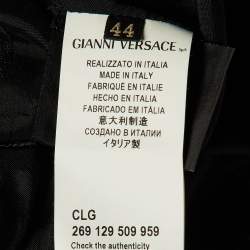 44
GIANNI VERSACE SpA
REALIZZATO IN ITALIA
MADE IN ITALY
FABRIQUÉ EN ITALIE
HECHO EN ITALIA
FABRICADO EM ITÁLIA
意大利制造
СОЗДАНО В ИТАЛИИ
イタリア製
CLG
269 129 509 959
Check the authenticity